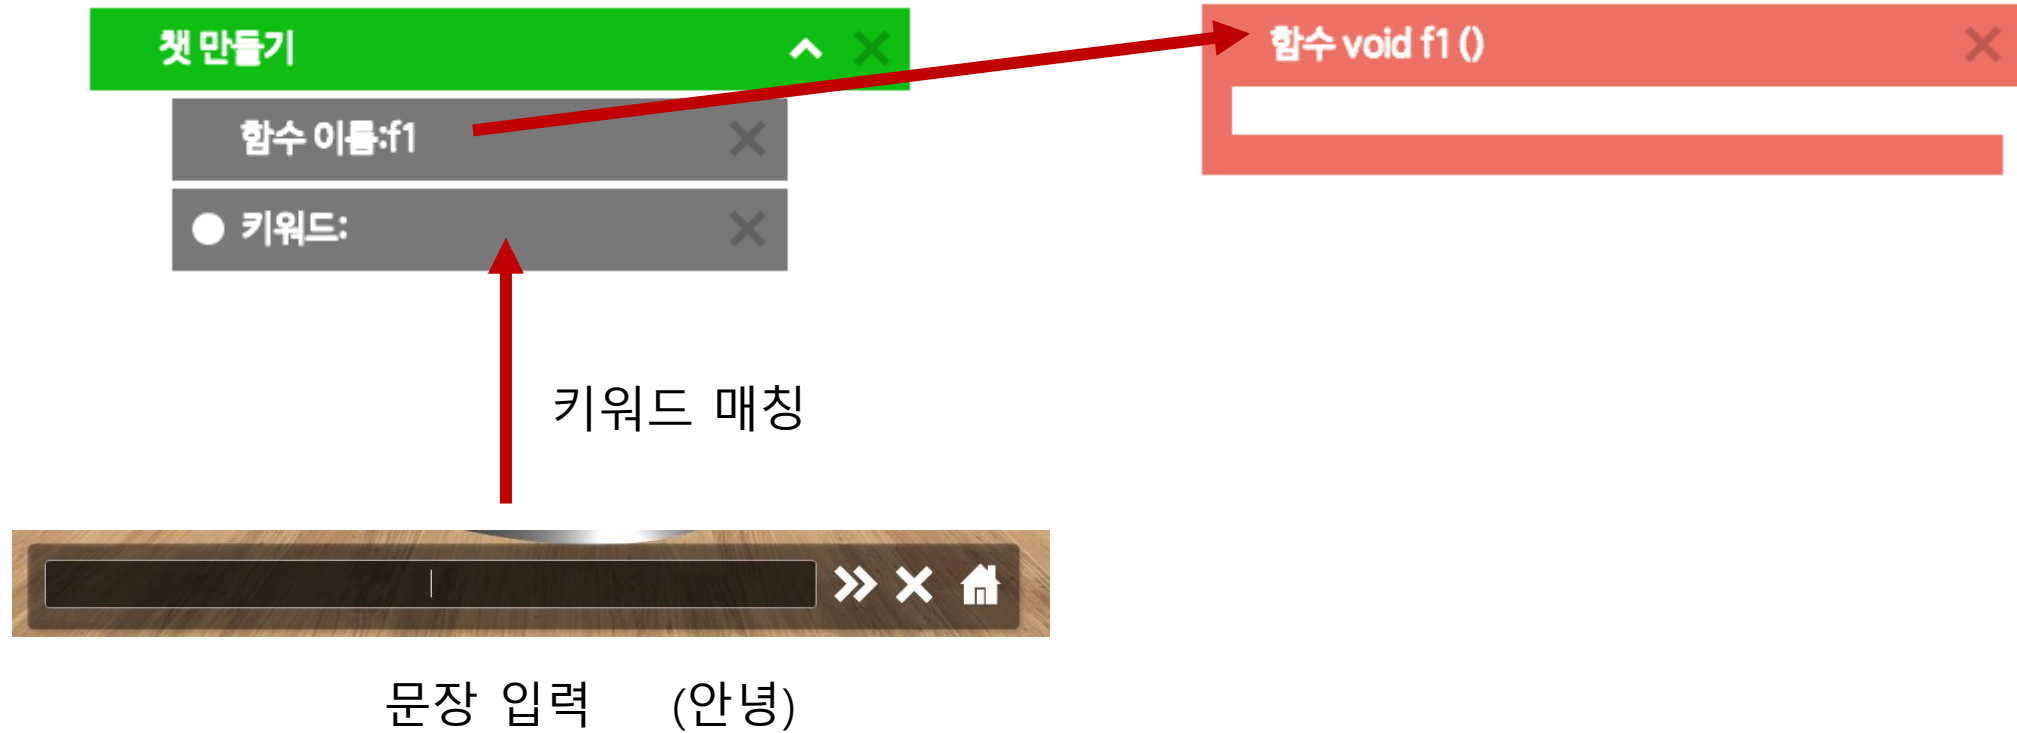 챗 만들기
함수 이름:f1
키워드:
함수 void f1 ()
키워드 매칭
문장 입력 (안녕)